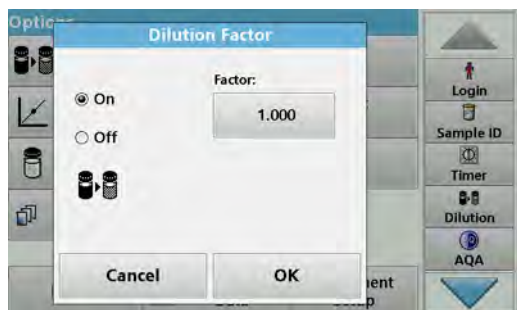 Dilution Factor
On
Off
Factor:
1.000
Cancel
OK
Login
Sample ID
Timer
Dilution
AQA